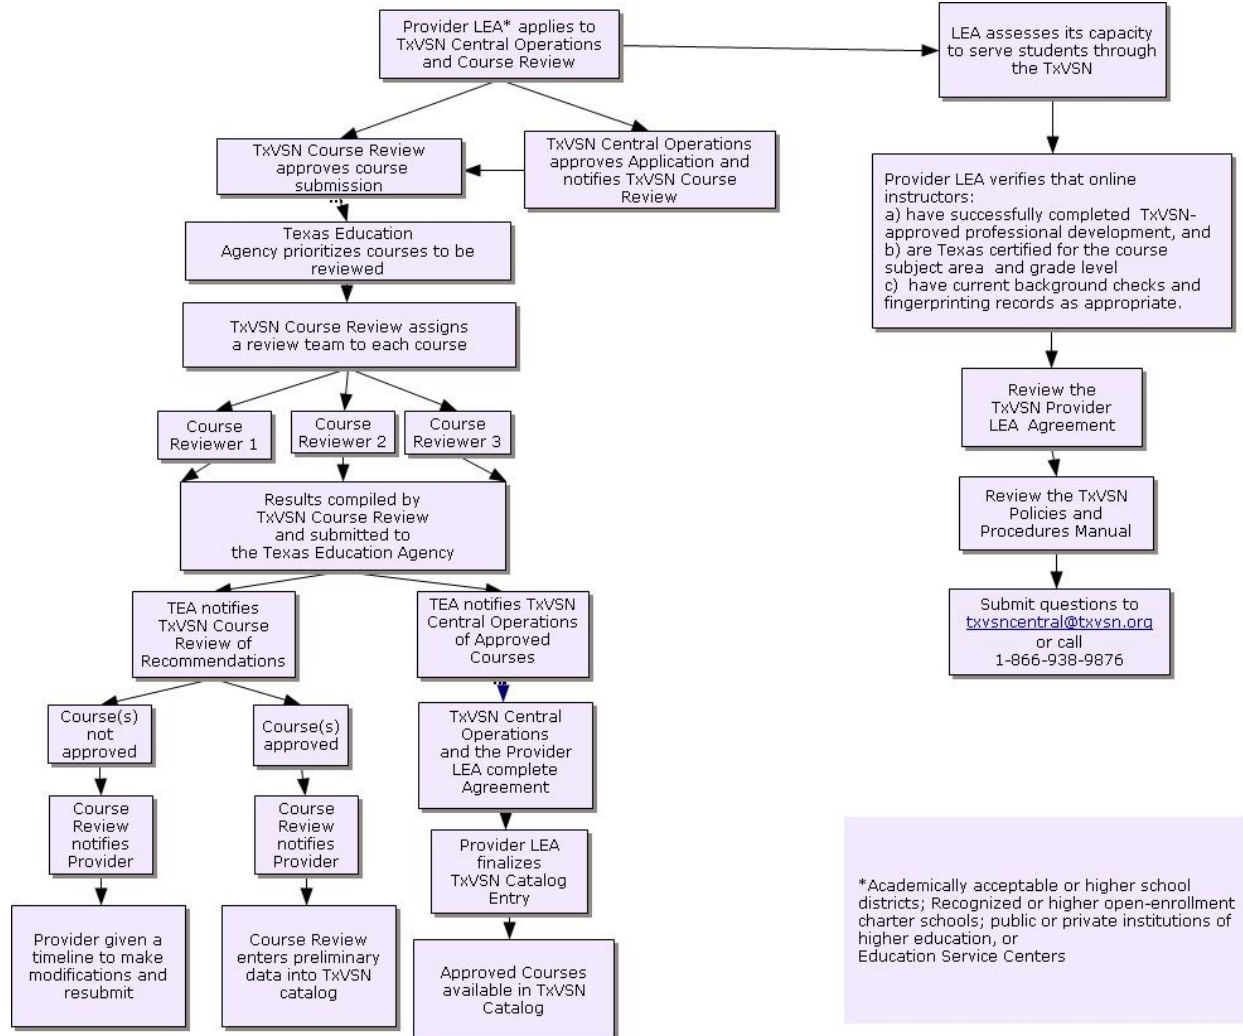 Provider LEA* applies to
TxVSN Central Operations
and Course Review
LEA assesses its capacity
to serve students through
the TxVSN
TxVSN Course Review
approves course
submission
TxVSN Central Operations
approves Application and
notifies TxVSN Course
Review
Provider LEA verifies that online
instructors:
a) have successfully completed TxVSN-
approved professional development, and
b) are Texas certified for the course
subject area and grade level
c) have current background checks and
fingerprinting records as appropriate.
Texas Education
Agency prioritizes courses to be
reviewed
TxVSN Course Review assigns
a review team to each course
Review the
TxVSN Provider
LEA Agreement
Course
Reviewer 1
Course
Reviewer 2
Course
Reviewer 3
Results compiled by
TxVSN Course Review
and submitted to
the Texas Education Agency
Review the TxVSN
Policies and
Procedures Manual
TEA notifies
TxVSN Course
Review of
Recommendations
TEA notifies TxVSN
Central Operations
of Approved
Courses
Submit questions to
txvsncentral@txvsn.org
or call
1-866-938-9876
Course(s)
not
approved
Course(s)
approved
TxVSN Central
Operations
and the Provider
LEA complete
Agreement
Course
Review
notifies
Provider
Course
Review
notifies
Provider
Provider LEA
finalizes
TxVSN Catalog
Entry
Provider given a
timeline to make
modifications and
resubmit
Course Review
enters preliminary
data into TxVSN
catalog
Approved Courses
available in TxVSN
Catalog
*Academically acceptable or higher school
districts; Recognized or higher open-enrollment
charter schools; public or private institutions of
higher education, or
Education Service Centers